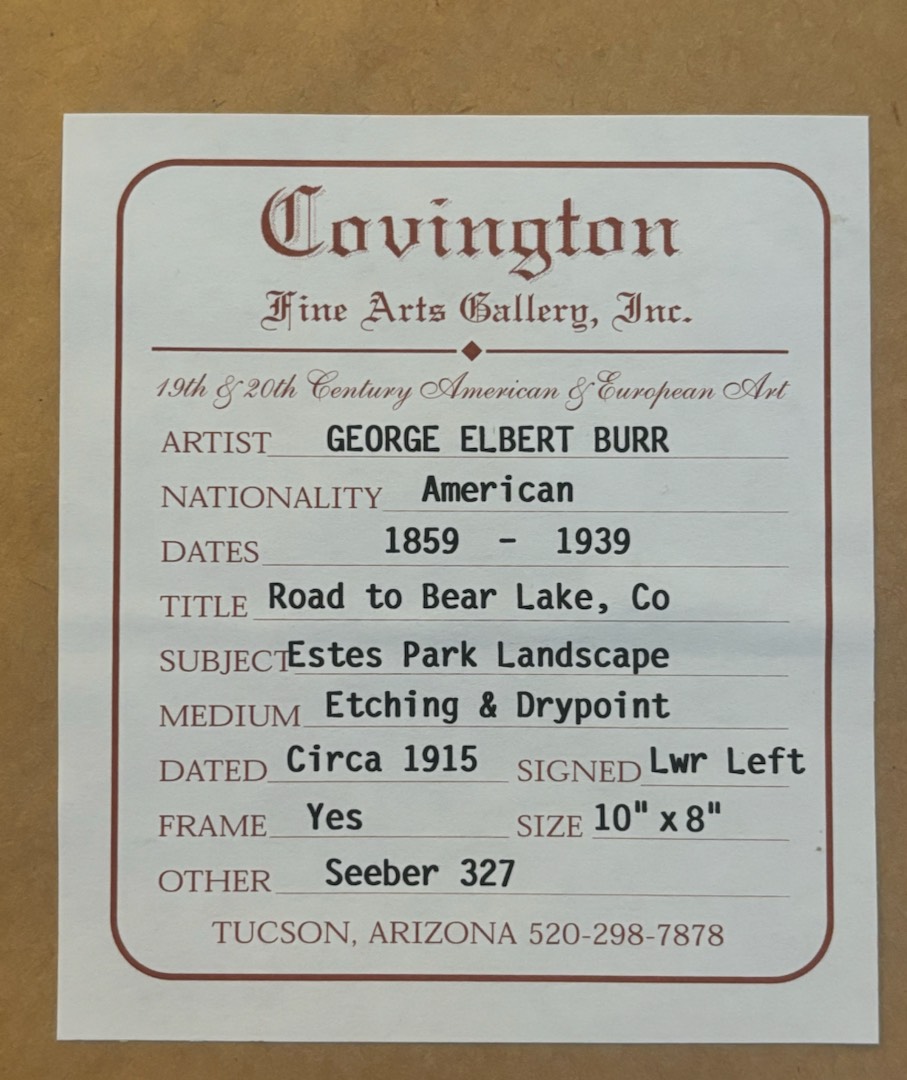 Covington
Fine Arts Gallery, Inc.
19th & 20th Century American & European Art
ARTIST GEORGE ELBERT BURR
NATIONALITY American
DATES 1859 - 1939
TITLE Road to Bear Lake, Co
SUBJECT Estes Park Landscape
MEDIUM Etching & Drypoint
DATED Circa 1915 SIGNED Lwr Left
FRAME Yes SIZE 10" x 8"
OTHER Seeber 327
TUCSON, ARIZONA 520-298-7878